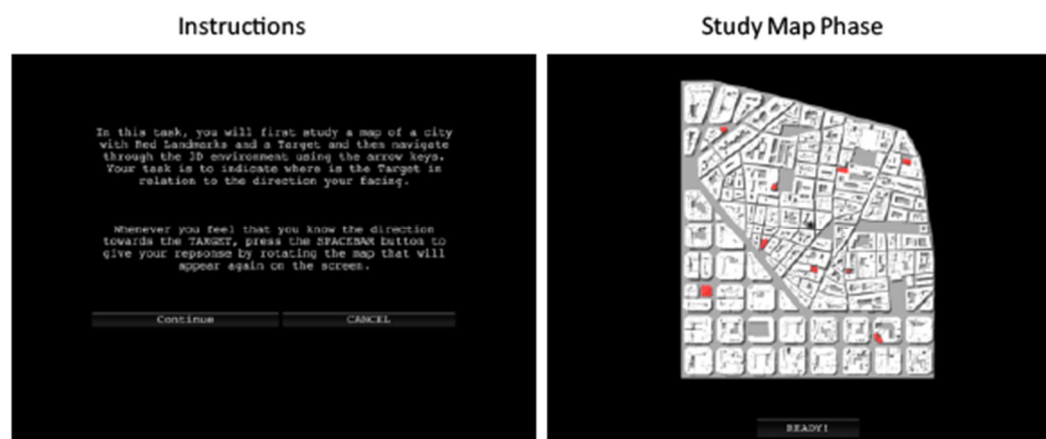 Instructions
Study Map Phase
In this task, you will first study a map of a city
with Red Landmarks and a Target and then navigate
through the 3D environment using the arrow keys.
Your task is to indicate where is the Target in
relation to the direction your facing.
Whenever you feel that you know the direction
towards the TARGET, press the SPACEBAR button to
give your repsonse by rotating the map that will
appear again on the screen.
Continue
CANCEL
READY!